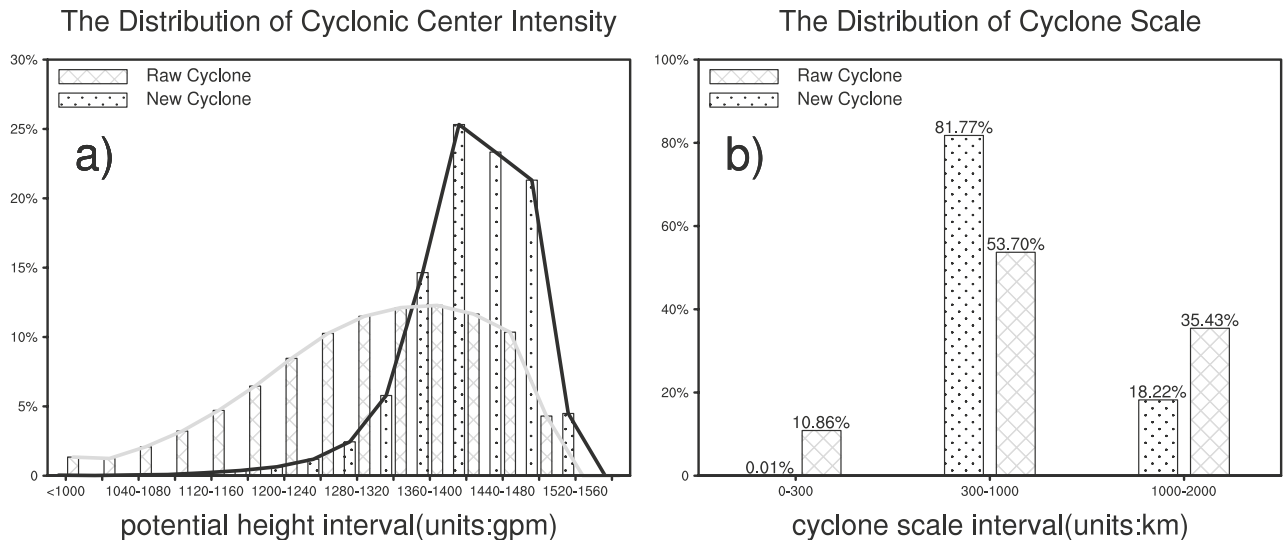 The Distribution of Cyclonic Center Intensity
30%
25%
20%
15%
10%
5%
0
Raw Cyclone
New Cyclone
a)
<1000 1040-1080 1120-1160 1200-1240 1280-1320 1360-1400 1440-1480 1520-1560
potential height interval(units:gpm)
The Distribution of Cyclone Scale
100%
80%
60%
40%
20%
0
Raw Cyclone
New Cyclone
b)
81.77%
53.70%
35.43%
18.22%
10.86%
0.01%
0-300 300-1000 1000-2000
cyclone scale interval(units:km)